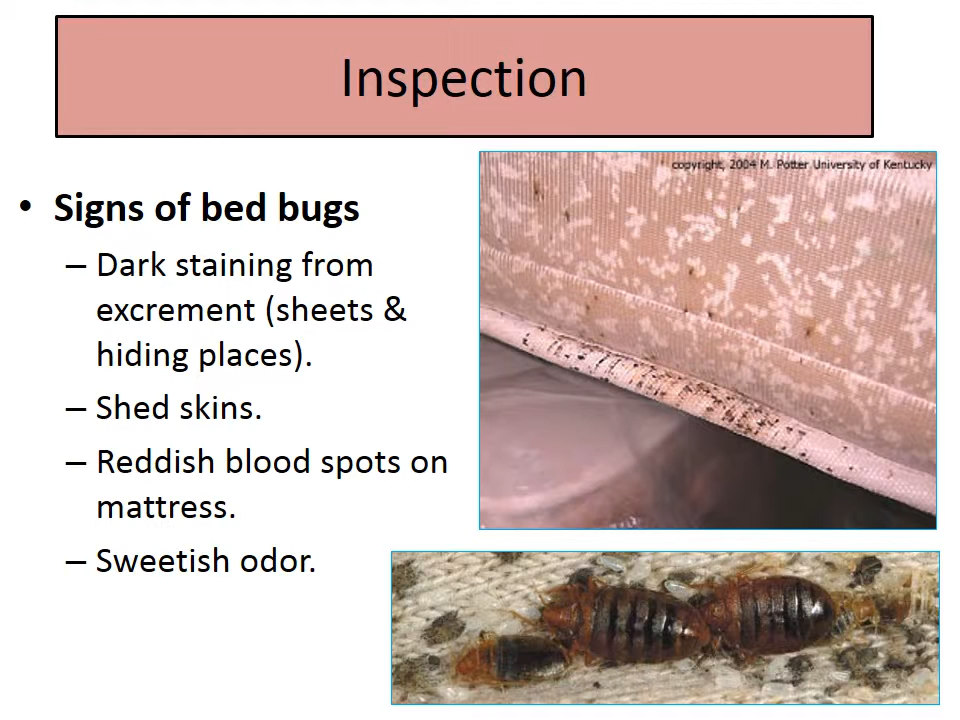 Inspection
copyright, 2004 M. Potter University of Kentucky
• Signs of bed bugs
– Dark staining from
excrement (sheets &
hiding places).
– Shed skins.
– Reddish blood spots on
mattress.
– Sweetish odor.